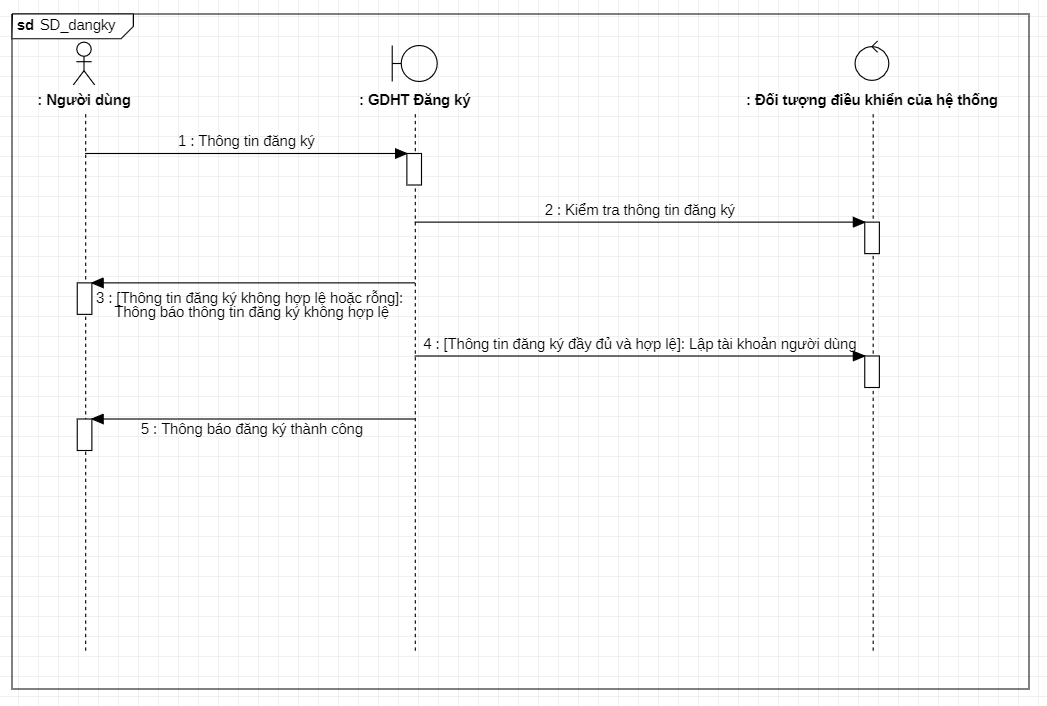 sd SD_dangky
: Người dùng
: GDHT Đăng ký
: Đối tượng điều khiển của hệ thống
1 : Thông tin đăng ký
2 : Kiểm tra thông tin đăng ký
3 : [Thông tin đăng ký không hợp lệ hoặc rỗng]:
Thông báo thông tin đăng ký không hợp lệ
4 : [Thông tin đăng ký đầy đủ và hợp lệ]: Lập tài khoản người dùng
5 : Thông báo đăng ký thành công